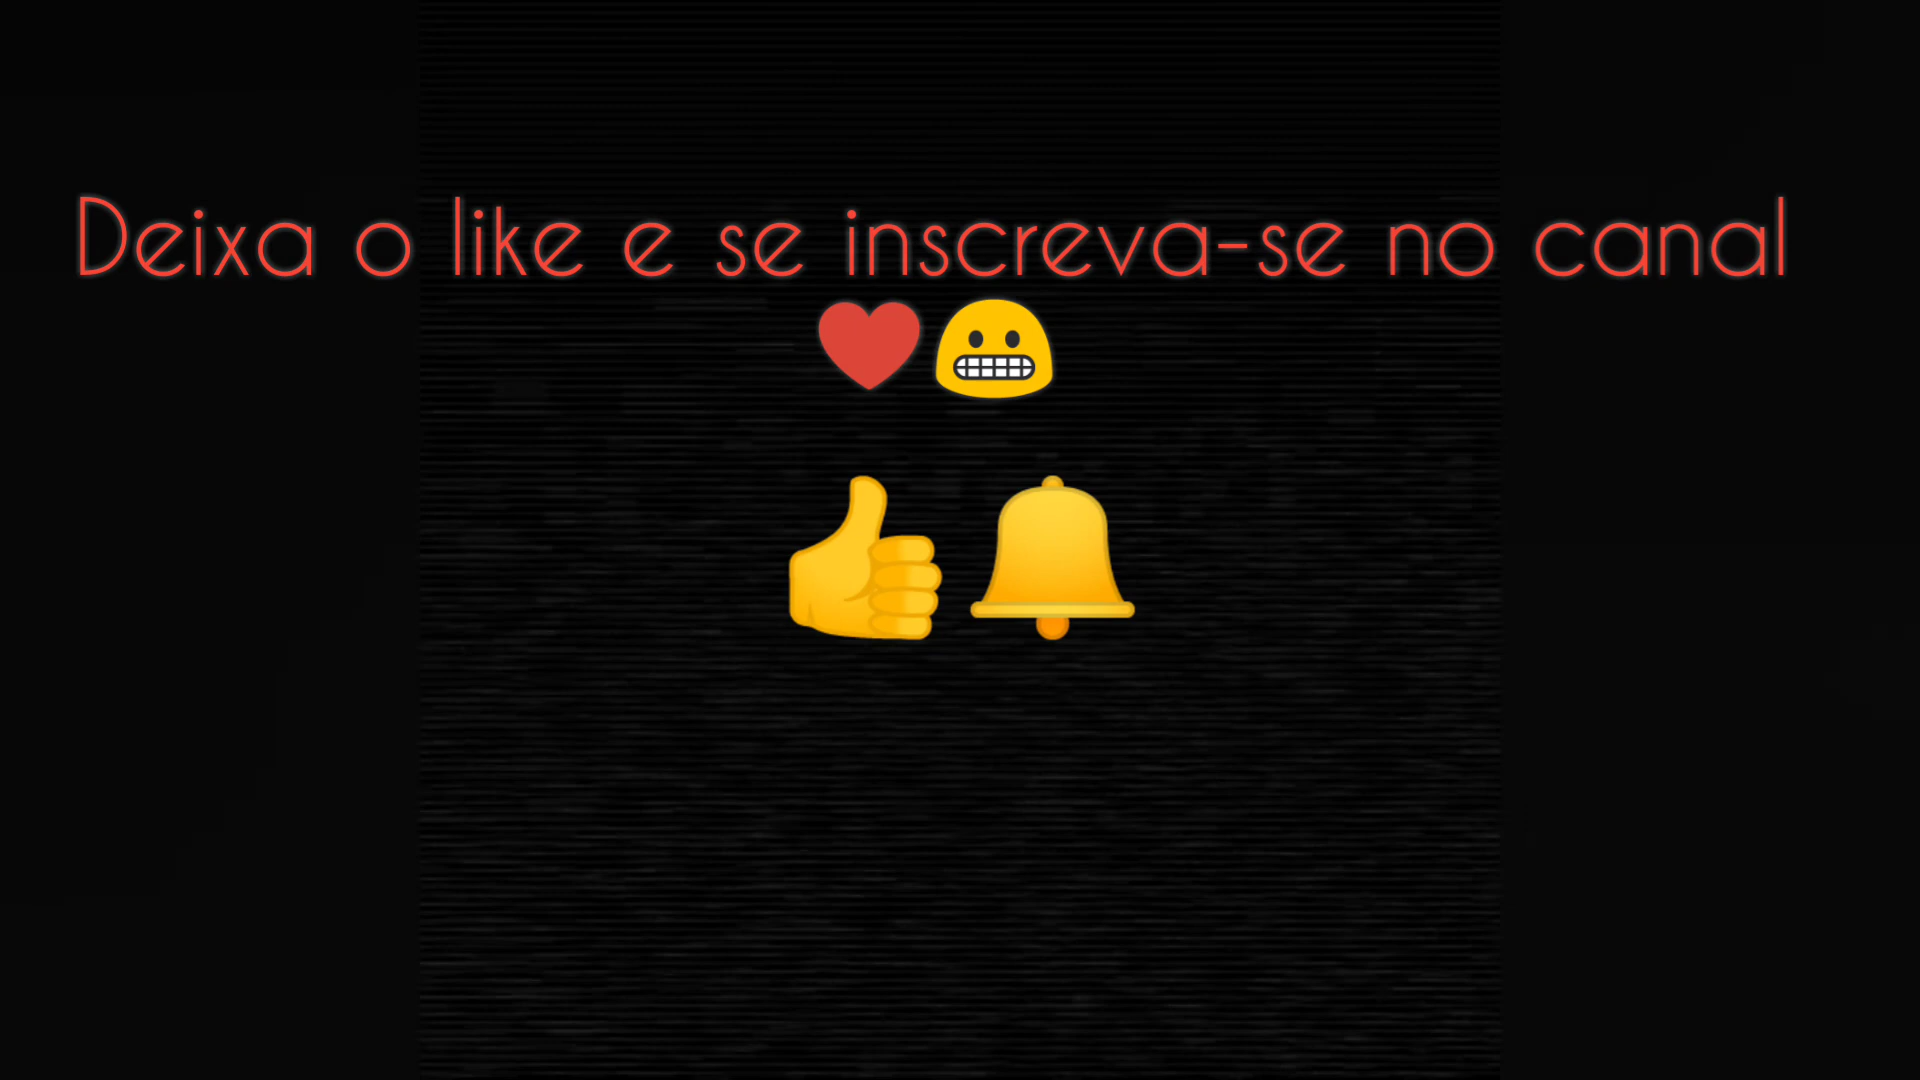 Deixa o like e se inscreva-se no canal
❤😬
👍🔔